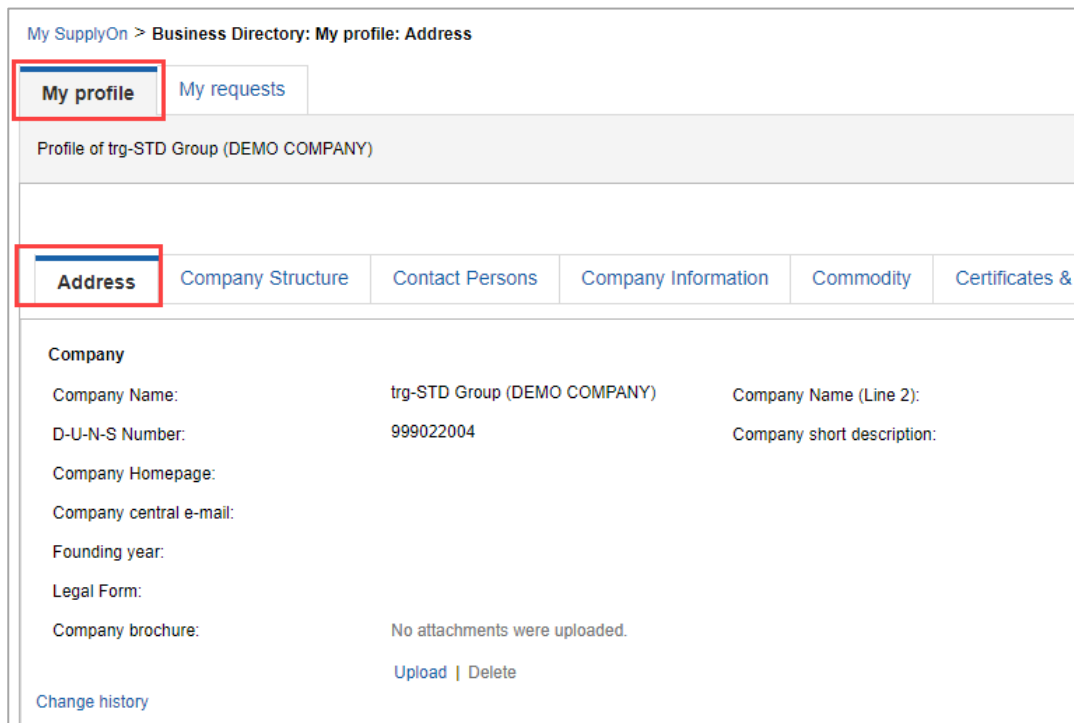 My SupplyOn > Business Directory: My profile: Address
My profile My requests
Profile of trg-STD Group (DEMO COMPANY)
Address Company Structure Contact Persons Company Information Commodity Certificates &
Company
Company Name: trg-STD Group (DEMO COMPANY) Company Name (Line 2):
D-U-N-S Number: 999022004 Company short description:
Company Homepage:
Company central e-mail:
Founding year:
Legal Form:
Company brochure: No attachments were uploaded.
Upload | Delete
Change history